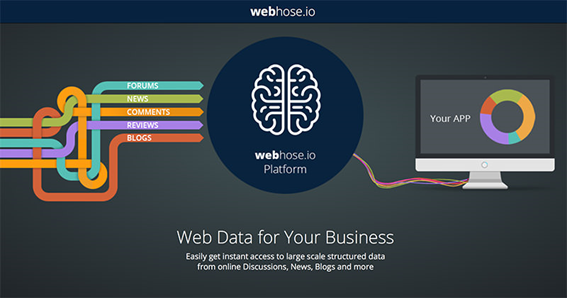 webhose.io
FORUMS
NEWS
COMMENTS
REVIEWS
BLOGS
webhose.io
Platform
Your APP
Web Data for Your Business
Easily get instant access to large scale structured data
from online Discussions, News, Blogs and more